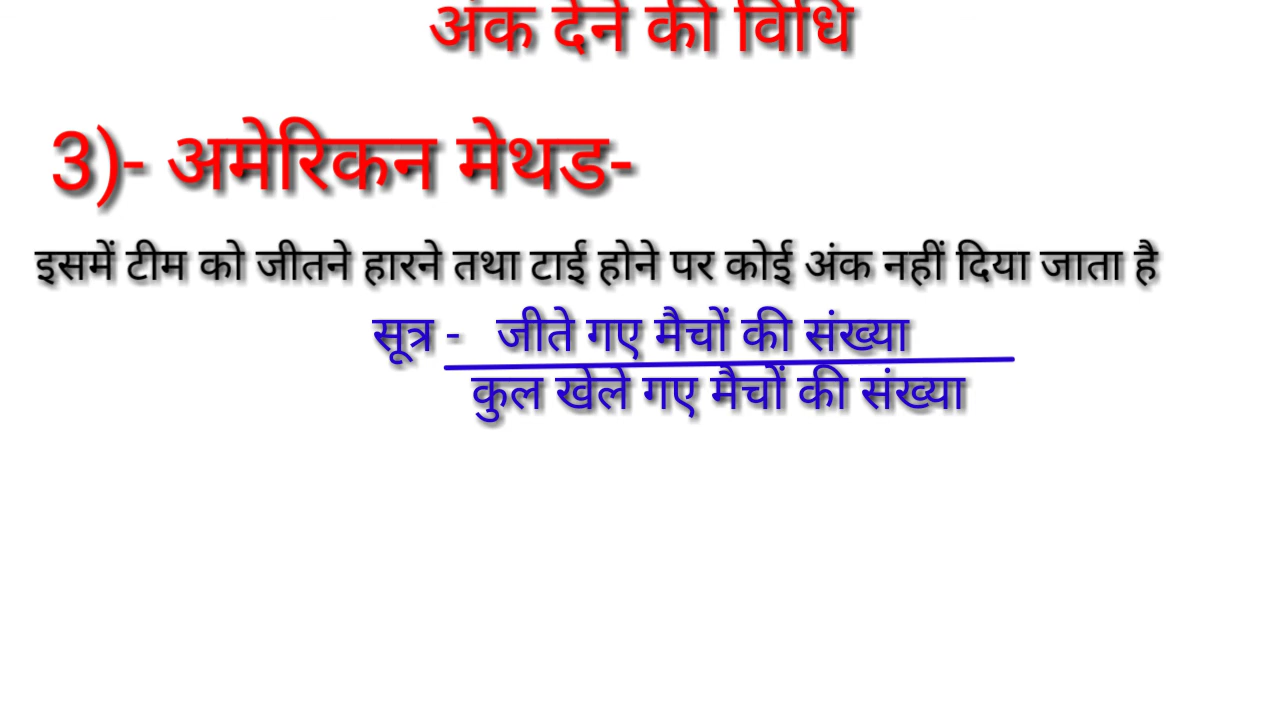 अंक देने की विधि
3)- अमेरिकन मेथड-
इसमें टीम को जीतने हारने तथा टाई होने पर कोई अंक नहीं दिया जाता है
सूत्र - जीते गए मैचों की संख्या
कुल खेले गए मैचों की संख्या